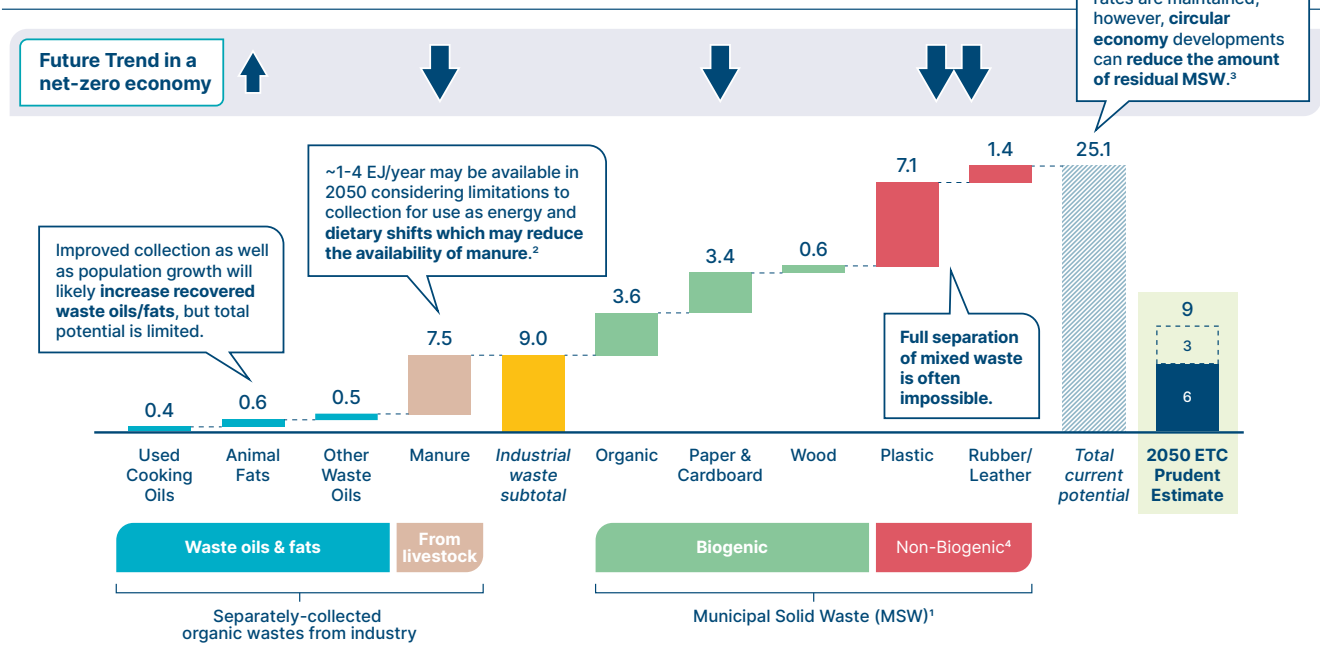 rates are maintained;
however, circular
economy developments
can reduce the amount
of residual MSW.³
Future Trend in a
net-zero economy
~1-4 EJ/year may be available in
2050 considering limitations to
collection for use as energy and
dietary shifts which may reduce
the availability of manure.²
Improved collection as well
as population growth will
likely increase recovered
waste oils/fats, but total
potential is limited.
Full separation
of mixed waste
is often
impossible.
0.4
0.6
0.5
7.5
9.0
3.6
3.4
0.6
7.1
1.4
25.1
9
3
6
Used
Cooking
Oils
Animal
Fats
Other
Waste
Oils
Manure
Industrial
waste
subtotal
Organic
Paper &
Cardboard
Wood
Plastic
Rubber/
Leather
Total
current
potential
2050 ETC
Prudent
Estimate
Waste oils & fats
From
livestock
Biogenic
Non-Biogenic⁴
Separately-collected
organic wastes from industry
Municipal Solid Waste (MSW)¹